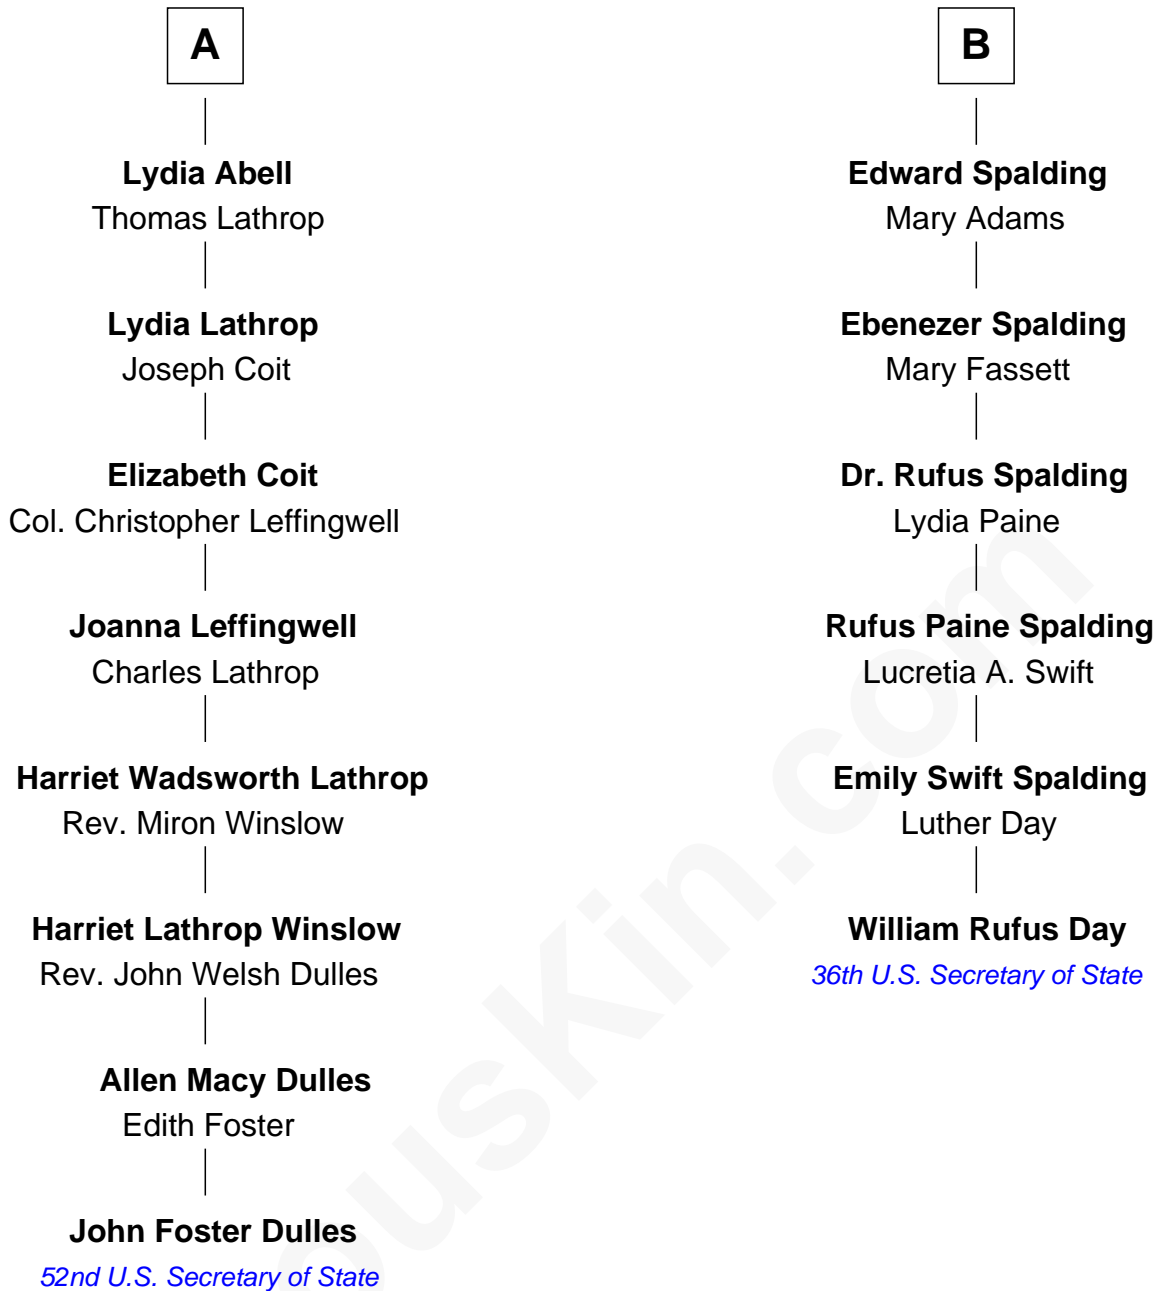 A
Lydia Abell
Thomas Lathrop
Lydia Lathrop
Joseph Coit
Elizabeth Coit
Col. Christopher Leffingwell
Joanna Leffingwell
Charles Lathrop
Harriet Wadsworth Lathrop
Rev. Miron Winslow
Harriet Lathrop Winslow
Rev. John Welsh Dulles
Allen Macy Dulles
Edith Foster
John Foster Dulles
52nd U.S. Secretary of State
B
Edward Spalding
Mary Adams
Ebenezer Spalding
Mary Fassett
Dr. Rufus Spalding
Lydia Paine
Rufus Paine Spalding
Lucretia A. Swift
Emily Swift Spalding
Luther Day
William Rufus Day
36th U.S. Secretary of State
ousKin.com